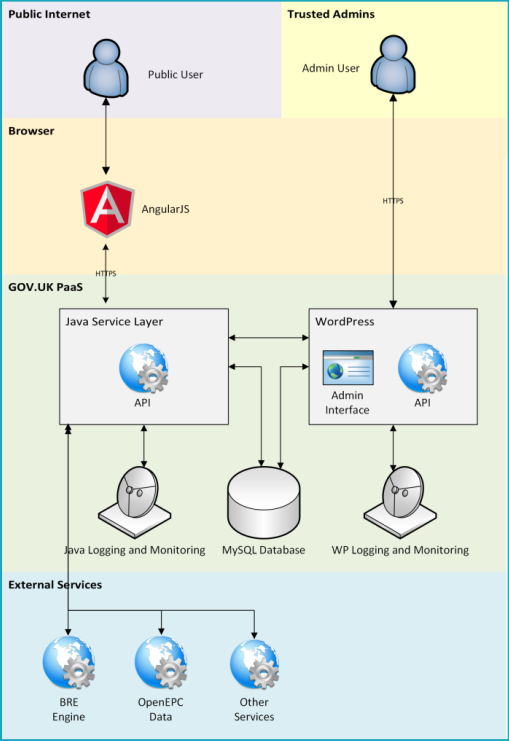 Public Internet
Trusted Admins
Public User
Admin User
Browser
A
AngularJS
HTTPS
HTTPS
GOV.UK PaaS
Java Service Layer
WordPress
API
Admin
Interface
API
Java Logging and Monitoring
MySQL Database
WP Logging and Monitoring
External Services
BRE
Engine
OpenEPC
Data
Other
Services